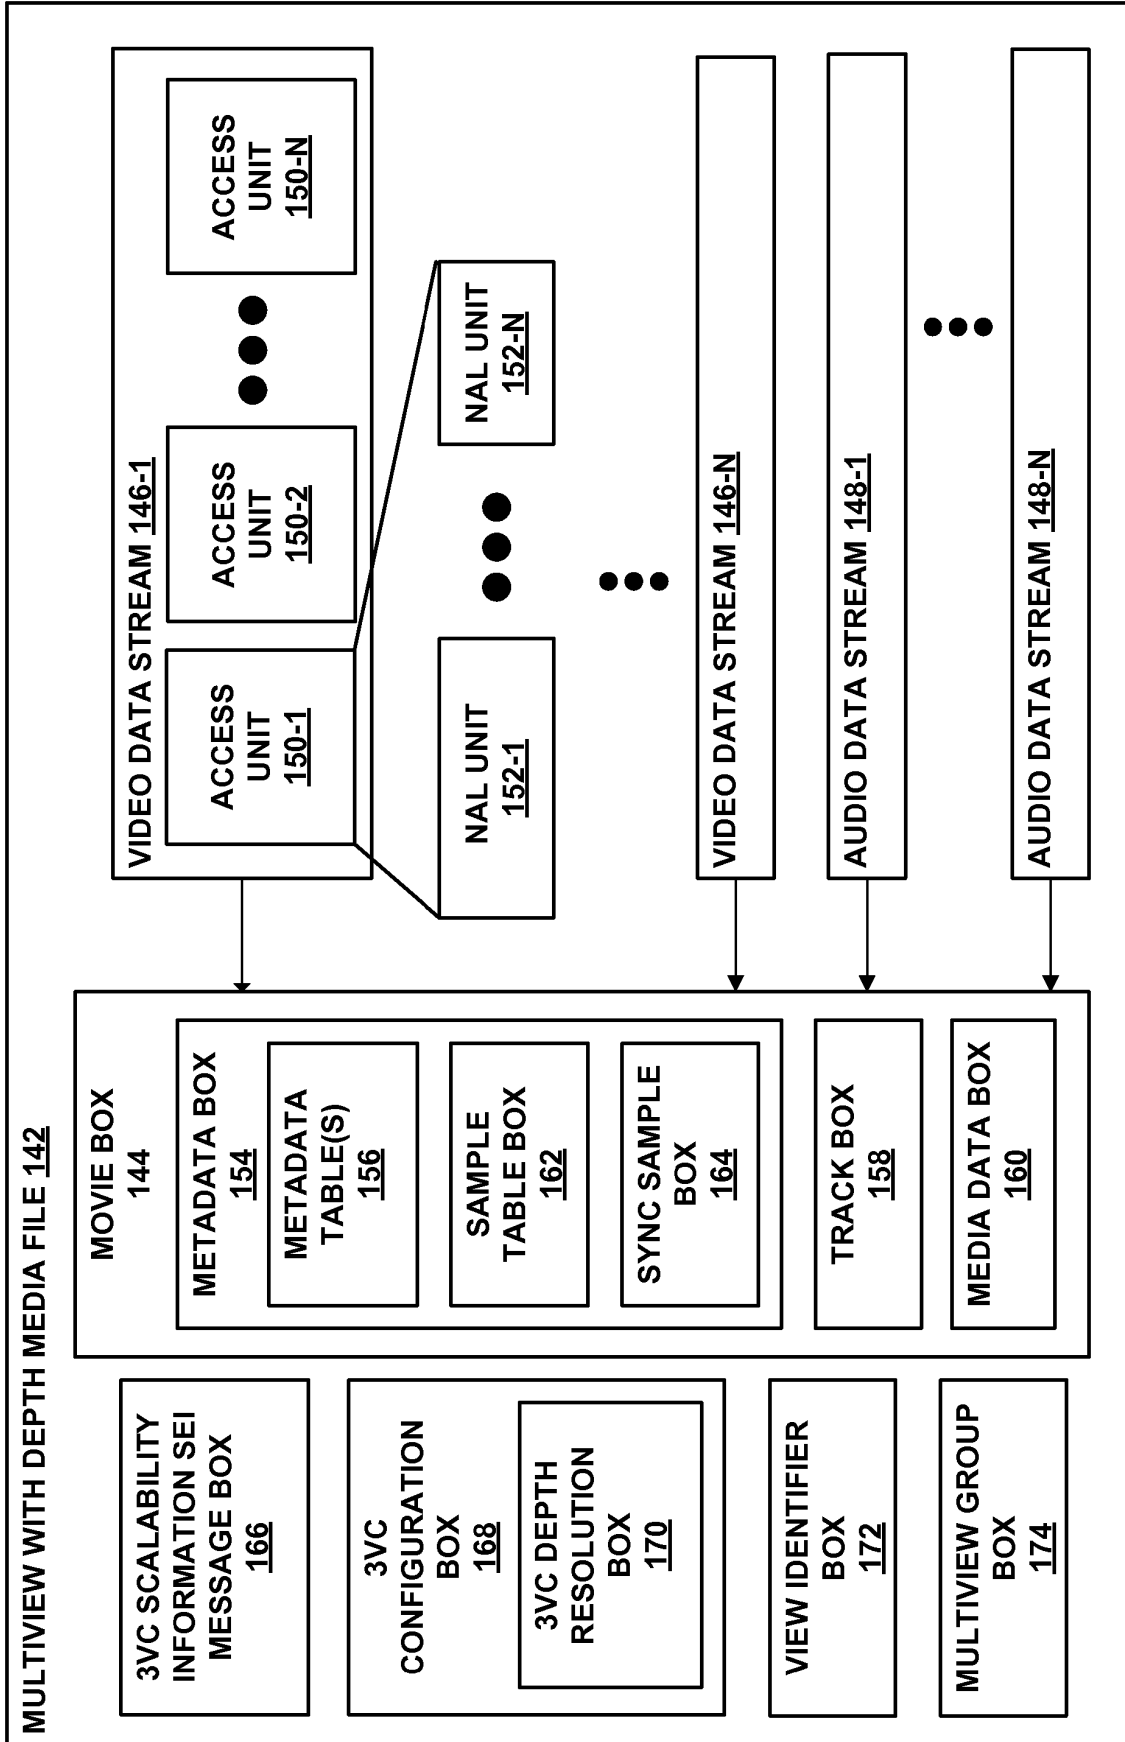 MULTIVIEW WITH DEPTH MEDIA FILE 142
3VC SCALABILITY
INFORMATION SEI
MESSAGE BOX
166
3VC
CONFIGURATION
BOX
168
3VC DEPTH
RESOLUTION
BOX
170
VIEW IDENTIFIER
BOX
172
MULTIVIEW GROUP
BOX
174
MOVIE BOX
144
METADATA BOX
154
METADATA
TABLE(S)
156
SAMPLE
TABLE BOX
162
SYNC SAMPLE
BOX
164
TRACK BOX
158
MEDIA DATA BOX
160
VIDEO DATA STREAM 146-1
ACCESS
UNIT
150-1
ACCESS
UNIT
150-2
ACCESS
UNIT
150-N
NAL UNIT
152-1
NAL UNIT
152-N
VIDEO DATA STREAM 146-N
AUDIO DATA STREAM 148-1
AUDIO DATA STREAM 148-N